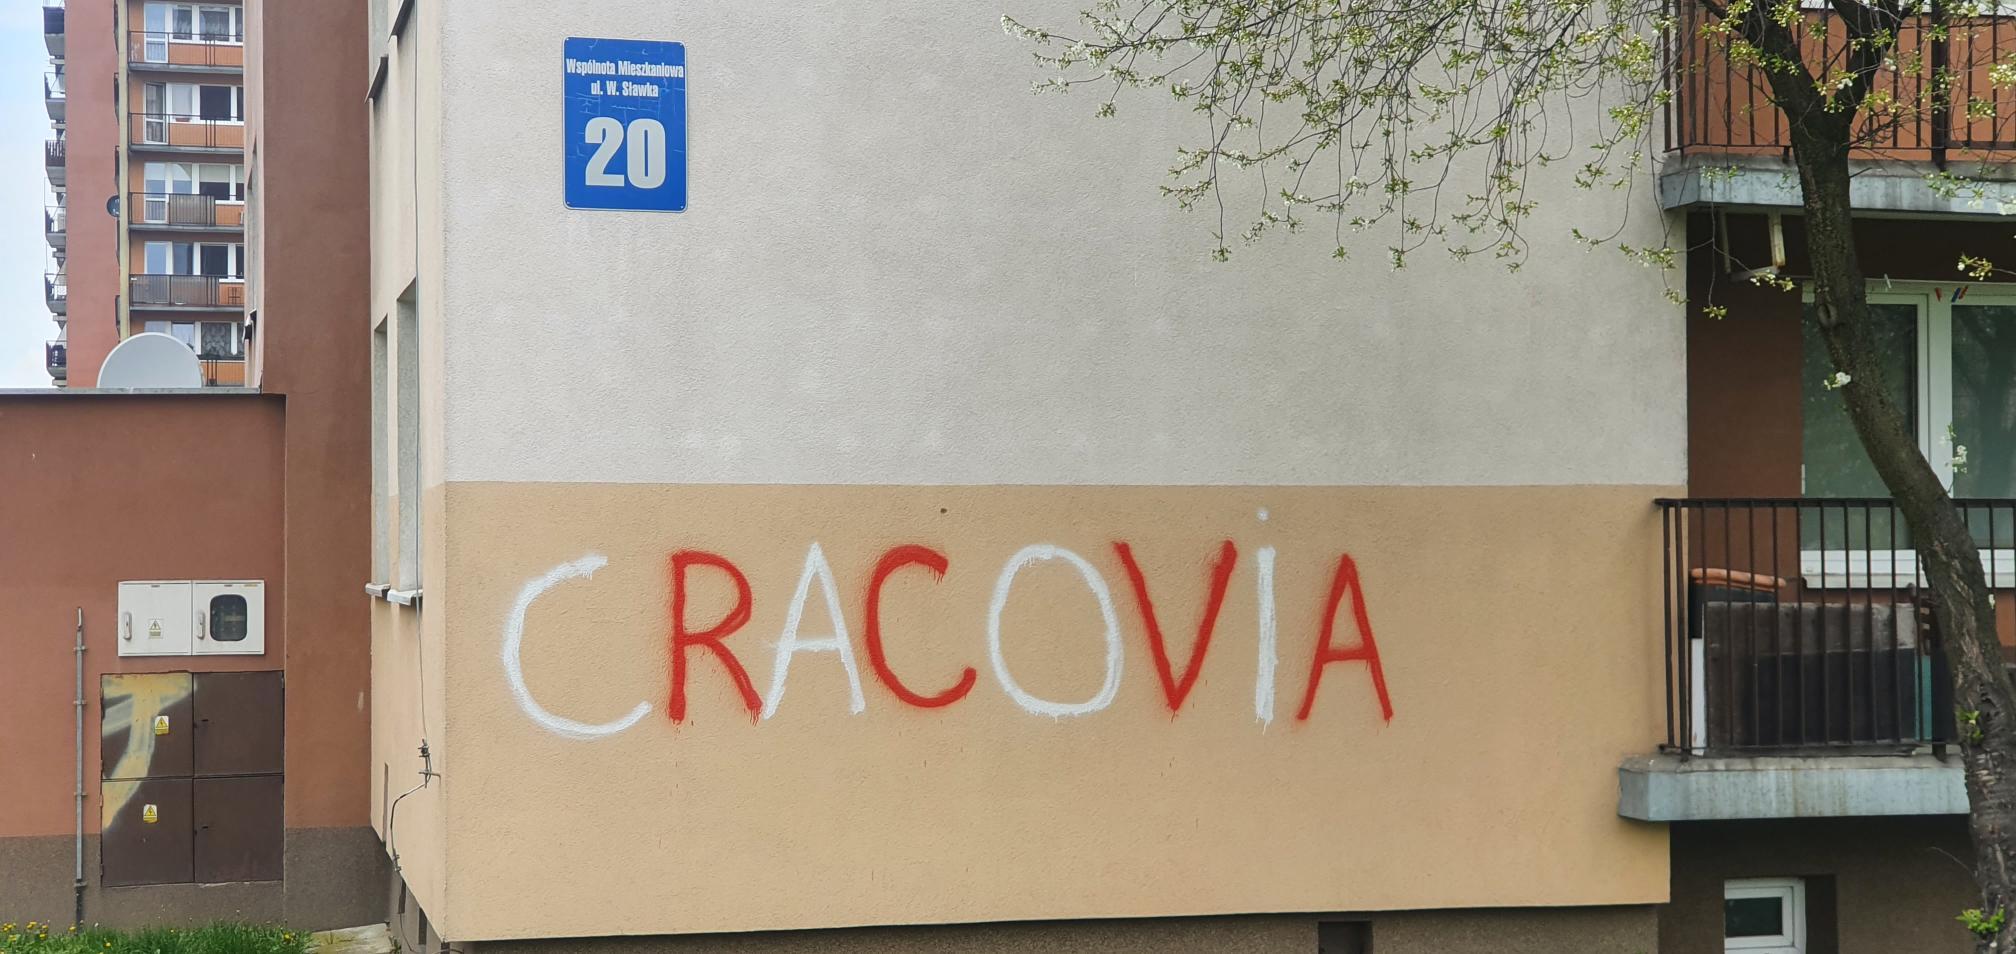 Wspólnota Mieszkaniowa
ul. W. Sławka
20
CRACOViA